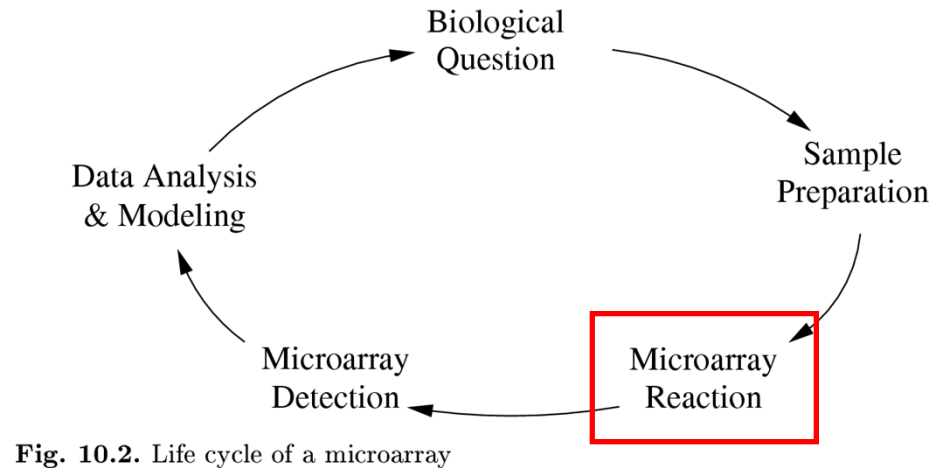 Biological
Question
Sample
Preparation
Data Analysis
& Modeling
Microarray
Detection
Microarray
Reaction
Fig. 10.2. Life cycle of a microarray